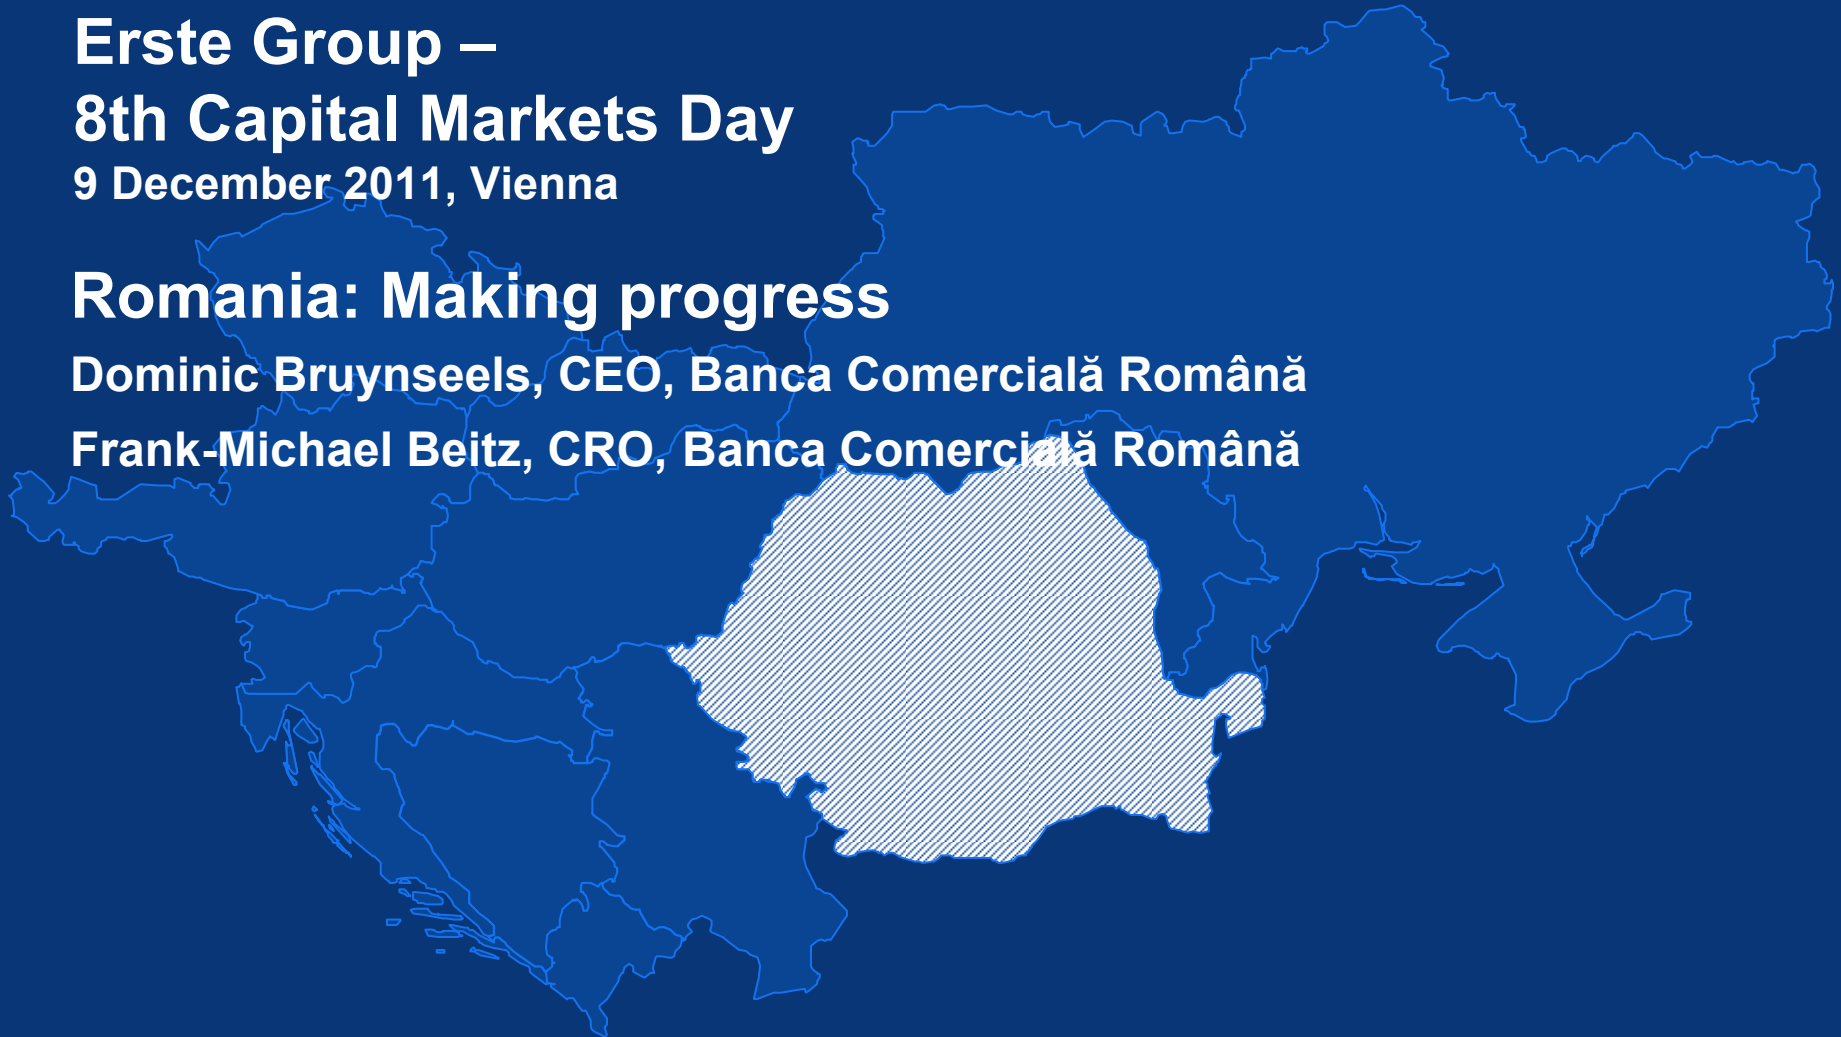 Erste Group –
8th Capital Markets Day
9 December 2011, Vienna
Romania: Making progress
Dominic Bruynseels, CEO, Banca Comercială Română
Frank-Michael Beitz, CRO, Banca Comercială Română